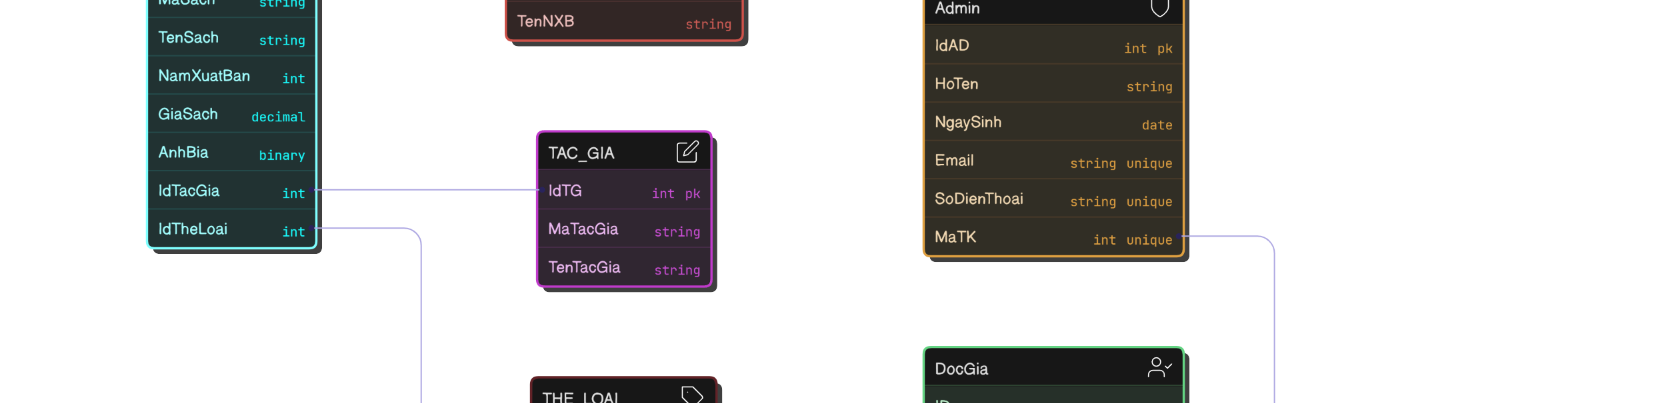 MaSach string
TenSach string
NamXuatBan int
GiaSach decimal
AnhBia binary
IdTacGia int
IdTheLoai int
TenNXB string
TAC_GIA
IdTG int pk
MaTacGia string
TenTacGia string
THE_LOAI
Admin
IdAD int pk
HoTen string
NgaySinh date
Email string unique
SoDienThoai string unique
MaTK int unique
DocGia